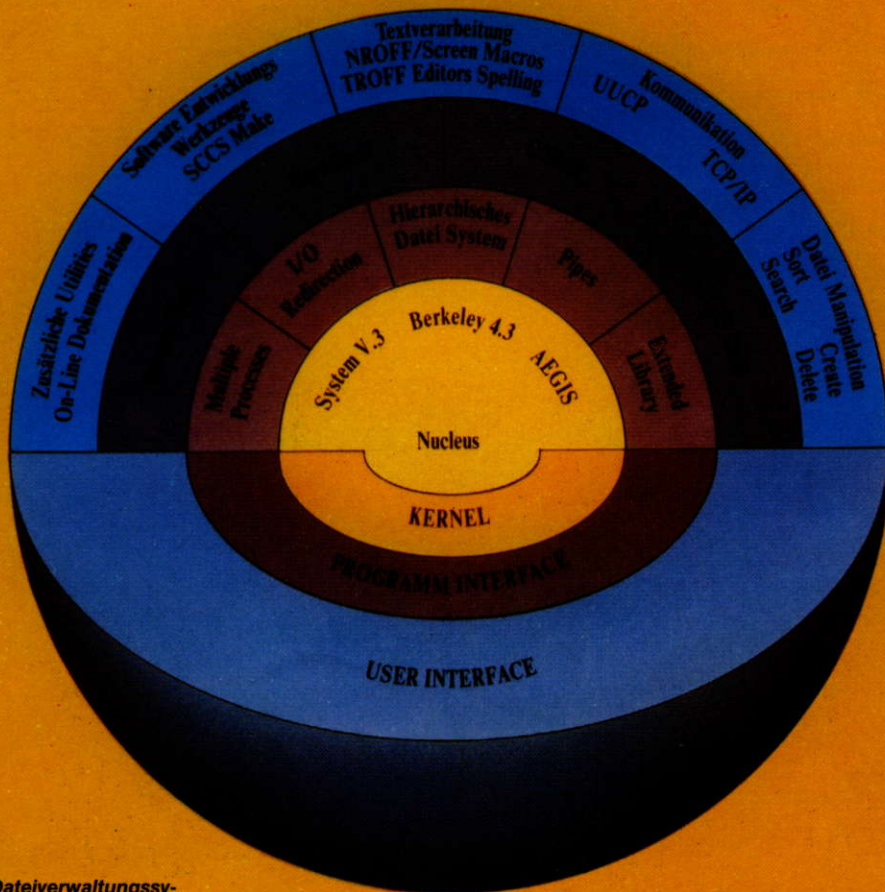 Textverarbeitung
NROFF/Screen Macros
TROFF Editors Spelling
Software Entwicklungs
Werkzeuge
SCCS Make
Kommunikation
UUCP
TCP/IP
Zusätzliche Utilities
On-Line Dokumentation
Datei Manipulation
Sort Create
Search Delete
Multiple
Processes
I/O
Redirection
Hierarchisches
Datei System
Pipes
Extended
Library
System V.3 Berkeley 4.3 AEGIS
Nucleus
KERNEL
PROGRAMM INTERFACE
USER INTERFACE
Dateiverwaltungssy-